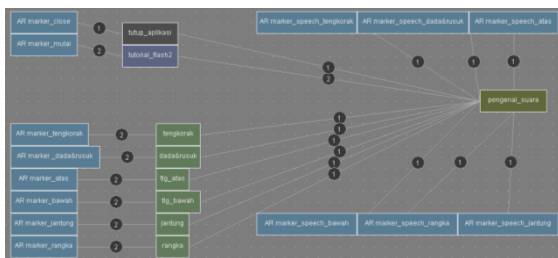 AR marker_close
AR marker_mulai
1
2
tutup_aplikasi
tutorial_flash2
AR marker_speech_tengkorak
AR marker_speech_dada&rusuk
AR marker_speech_atas
1
2
1
1
1
pengenal_suara
1
1
1
1
1
1
AR marker_tengkorak
2
tengkorak
AR marker _dada&rusuk
2
dada&rusuk
AR marker_atas
2
tlg_atas
AR marker_bawah
2
tlg_bawah
AR marker_jantung
2
jantung
AR marker_rangka
2
rangka
1
1
1
AR marker_speech_bawah
AR marker_speech_rangka
AR marker_speech_jantung